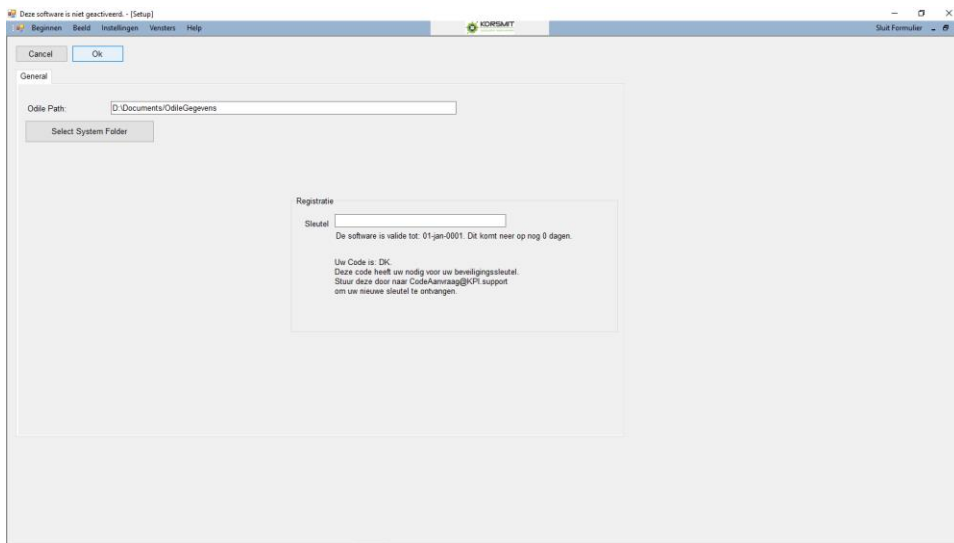 Deze software is niet geactiveerd. - [Setup]
Beginnen Beeld Instellingen Vensters Help
KORSMIT
Sluit Formulier
Cancel Ok
General
Odile Path: D:\Documents/OdileGegevens
Select System Folder
Registratie
Sleutel
De software is valide tot: 01-jan-0001. Dit komt neer op nog 0 dagen.
Uw Code is: DK.
Deze code heeft uw nodig voor uw beveiligingssleutel.
Stuur deze door naar CodeAanvraag@KPI.support
om uw nieuwe sleutel te ontvangen.